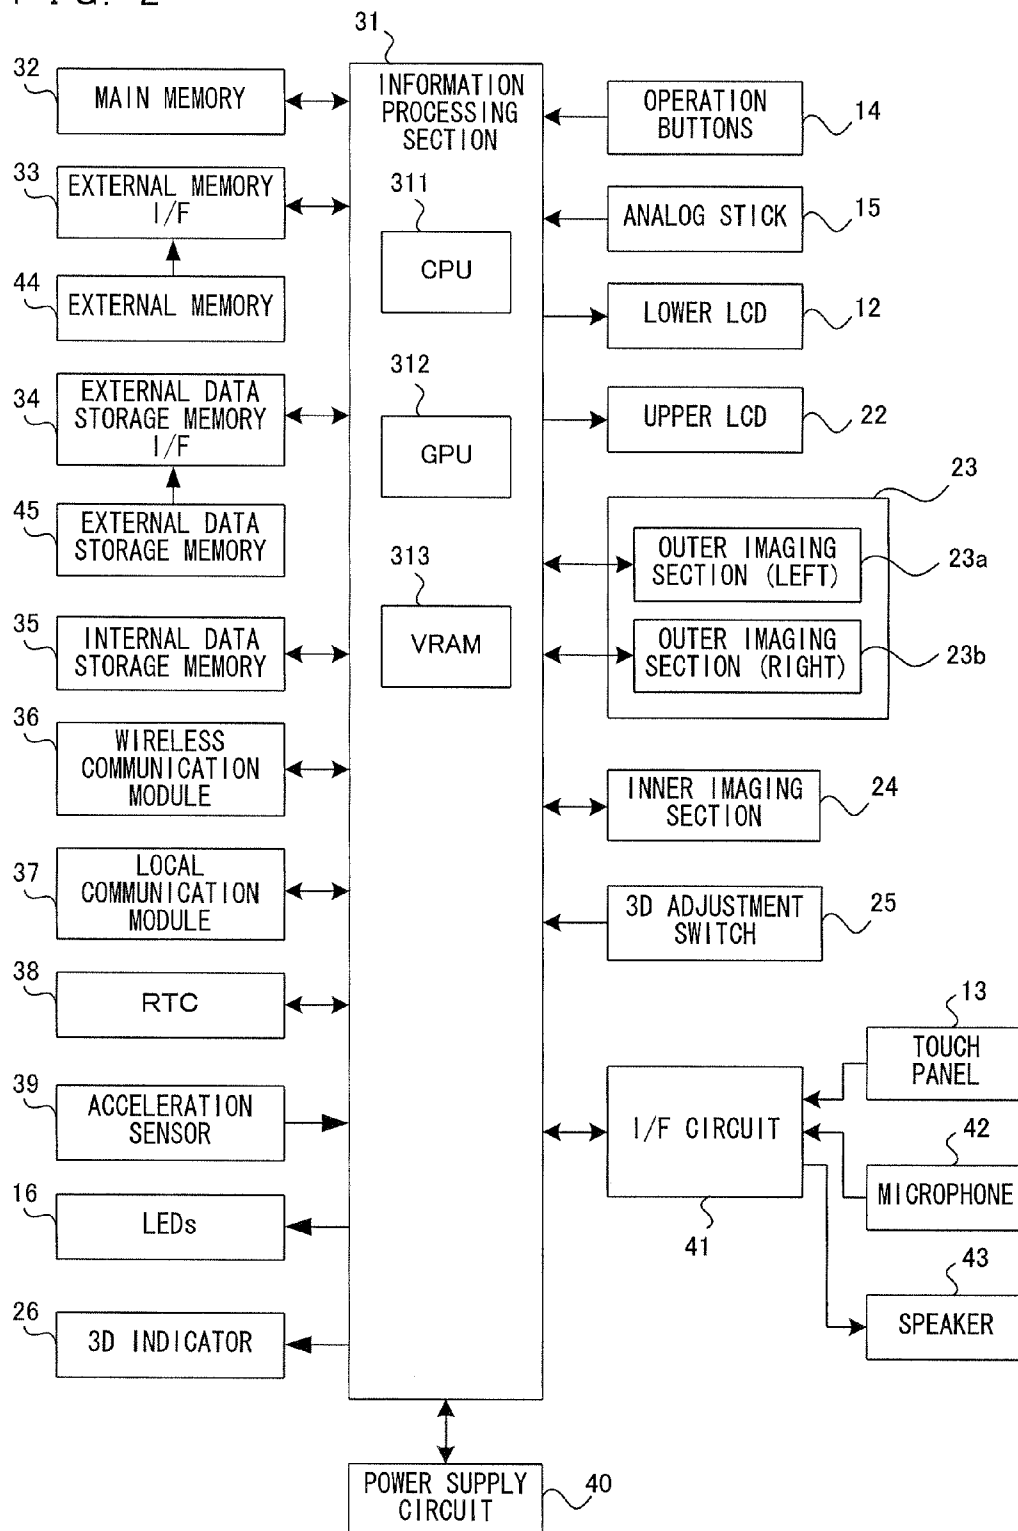 FIG. 2
31
32
MAIN MEMORY
33
EXTERNAL MEMORY
I/F
44
EXTERNAL MEMORY
34
EXTERNAL DATA
STORAGE MEMORY
I/F
45
EXTERNAL DATA
STORAGE MEMORY
35
INTERNAL DATA
STORAGE MEMORY
36
WIRELESS
COMMUNICATION
MODULE
37
LOCAL
COMMUNICATION
MODULE
38
RTC
39
ACCELERATION
SENSOR
16
LEDs
26
3D INDICATOR
INFORMATION
PROCESSING
SECTION
311
CPU
312
GPU
313
VRAM
OPERATION
BUTTONS
14
ANALOG STICK
15
LOWER LCD
12
UPPER LCD
22
23
OUTER IMAGING
SECTION (LEFT)
23a
OUTER IMAGING
SECTION (RIGHT)
23b
INNER IMAGING
SECTION
24
3D ADJUSTMENT
SWITCH
25
13
TOUCH
PANEL
I/F CIRCUIT
41
42
MICROPHONE
43
SPEAKER
POWER SUPPLY
CIRCUIT
40